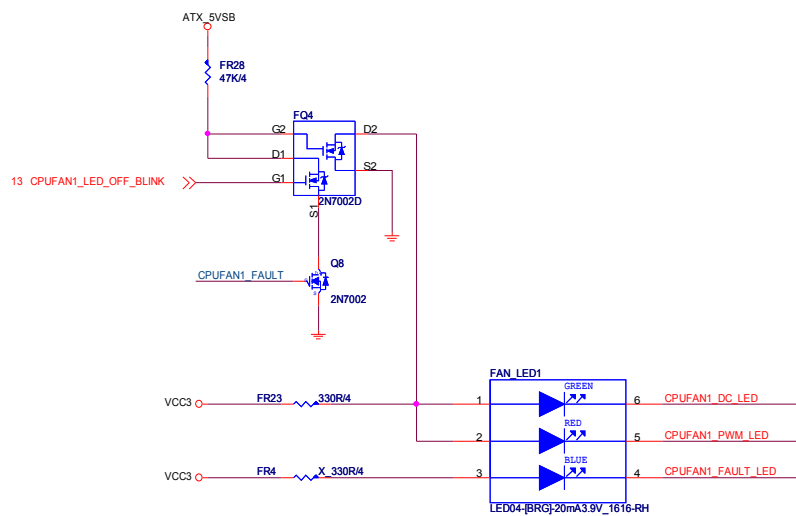 ATX_5VSB
FR28
47K/4
FQ4
G2
D2
D1
S2
13 CPUFAN1_LED_OFF_BLINK
G1
2N7002D
S1
Q8
CPUFAN1_FAULT
2N7002
FAN_LED1
GREEN
VCC3
FR23
330R/4
1
6
CPUFAN1_DC_LED
RED
2
5
CPUFAN1_PWM_LED
BLUE
VCC3
FR4
X_330R/4
3
4
CPUFAN1_FAULT_LED
LED04-[BRG]-20mA3.9V_1616-RH